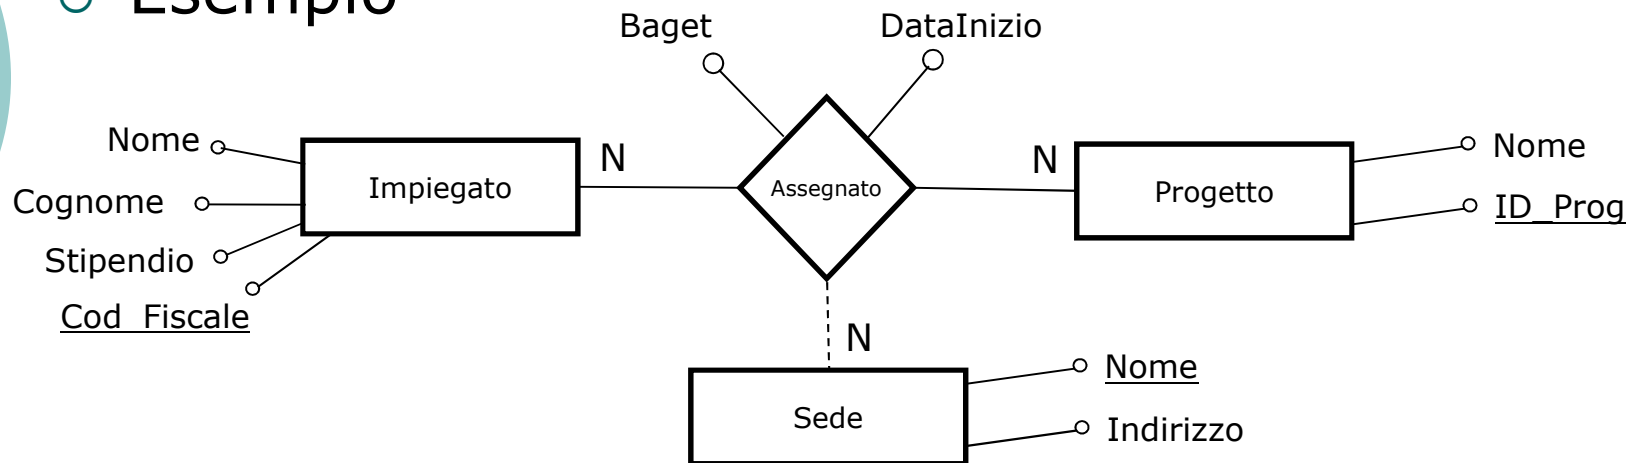 Esempio
Baget
DataInizio
Nome
N
N
Nome
Impiegato
Assegnato
Progetto
Cognome
ID_Prog
Stipendio
Cod_Fiscale
N
Nome
Sede
Indirizzo